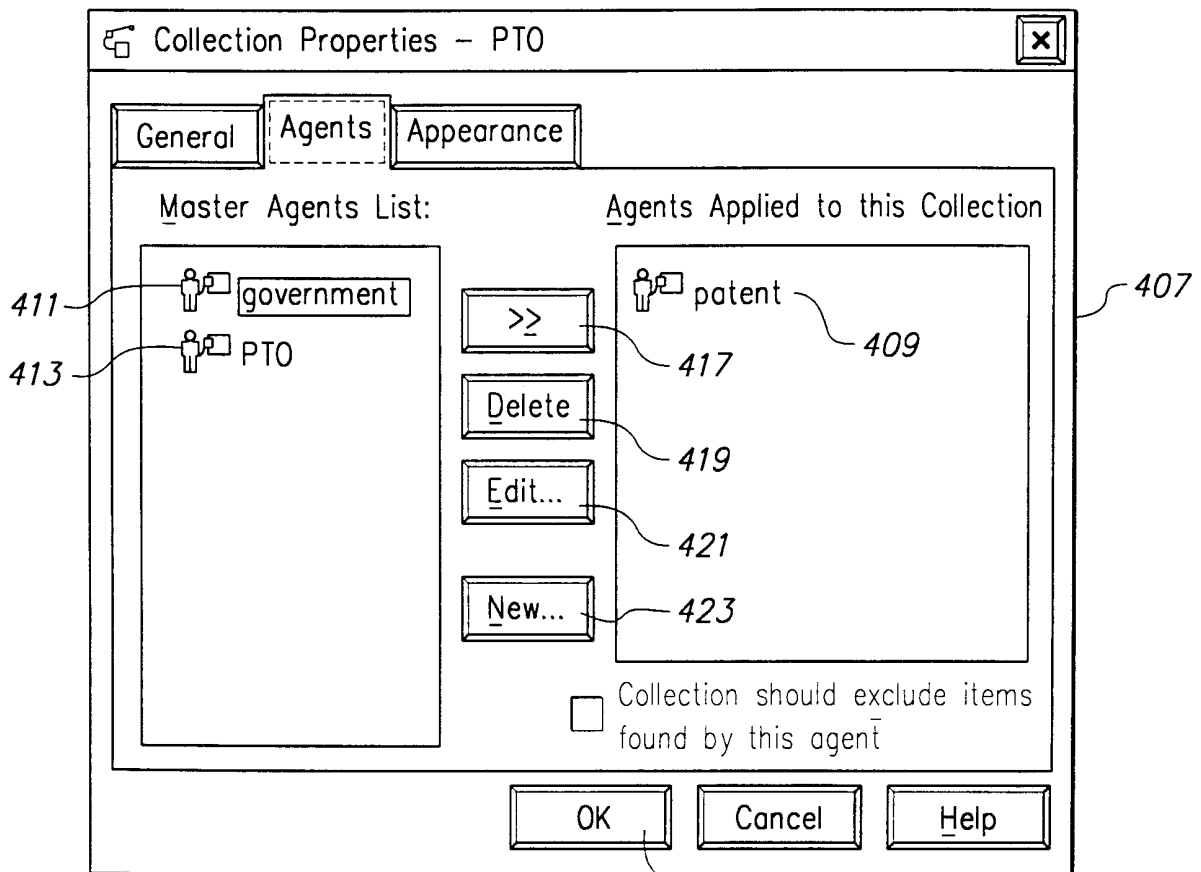 Collection Properties - PTO
General Agents Appearance
Master Agents List: Agents Applied to this Collection
411 government >> patent 407
413 PTO 417 409
Delete
419
Edit...
421
New... 423
Collection should exclude items
found by this agent
OK Cancel Help